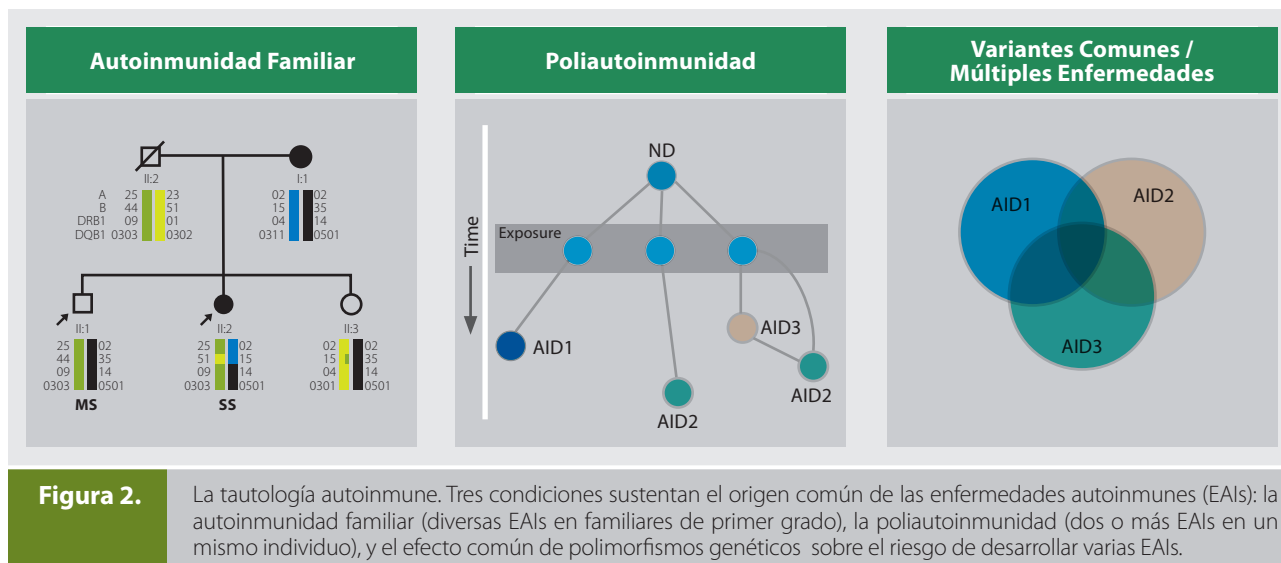 Autoinmunidad Familiar
II:2
I:1
A 25 23 02 02
B 44 51 15 35
DRB1 09 01 04 14
DQB1 0303 0302 0311 0501
II:1
II:2
II:3
25 02 25 02 02 02
44 35 51 15 15 35
09 14 09 14 04 14
0303 0501 0303 0501 0301 0501
MS
SS
Poliautoinmunidad
Time
ND
Exposure
AID1
AID3
AID2
AID2
Variantes Comunes /
Múltiples Enfermedades
AID1
AID2
AID3
Figura 2.
La tautología autoinmune. Tres condiciones sustentan el origen común de las enfermedades autoinmunes (EAIs): la
autoinmunidad familiar (diversas EAIs en familiares de primer grado), la poliautoinmunidad (dos o más EAIs en un
mismo individuo), y el efecto común de polimorfismos genéticos sobre el riesgo de desarrollar varias EAIs.